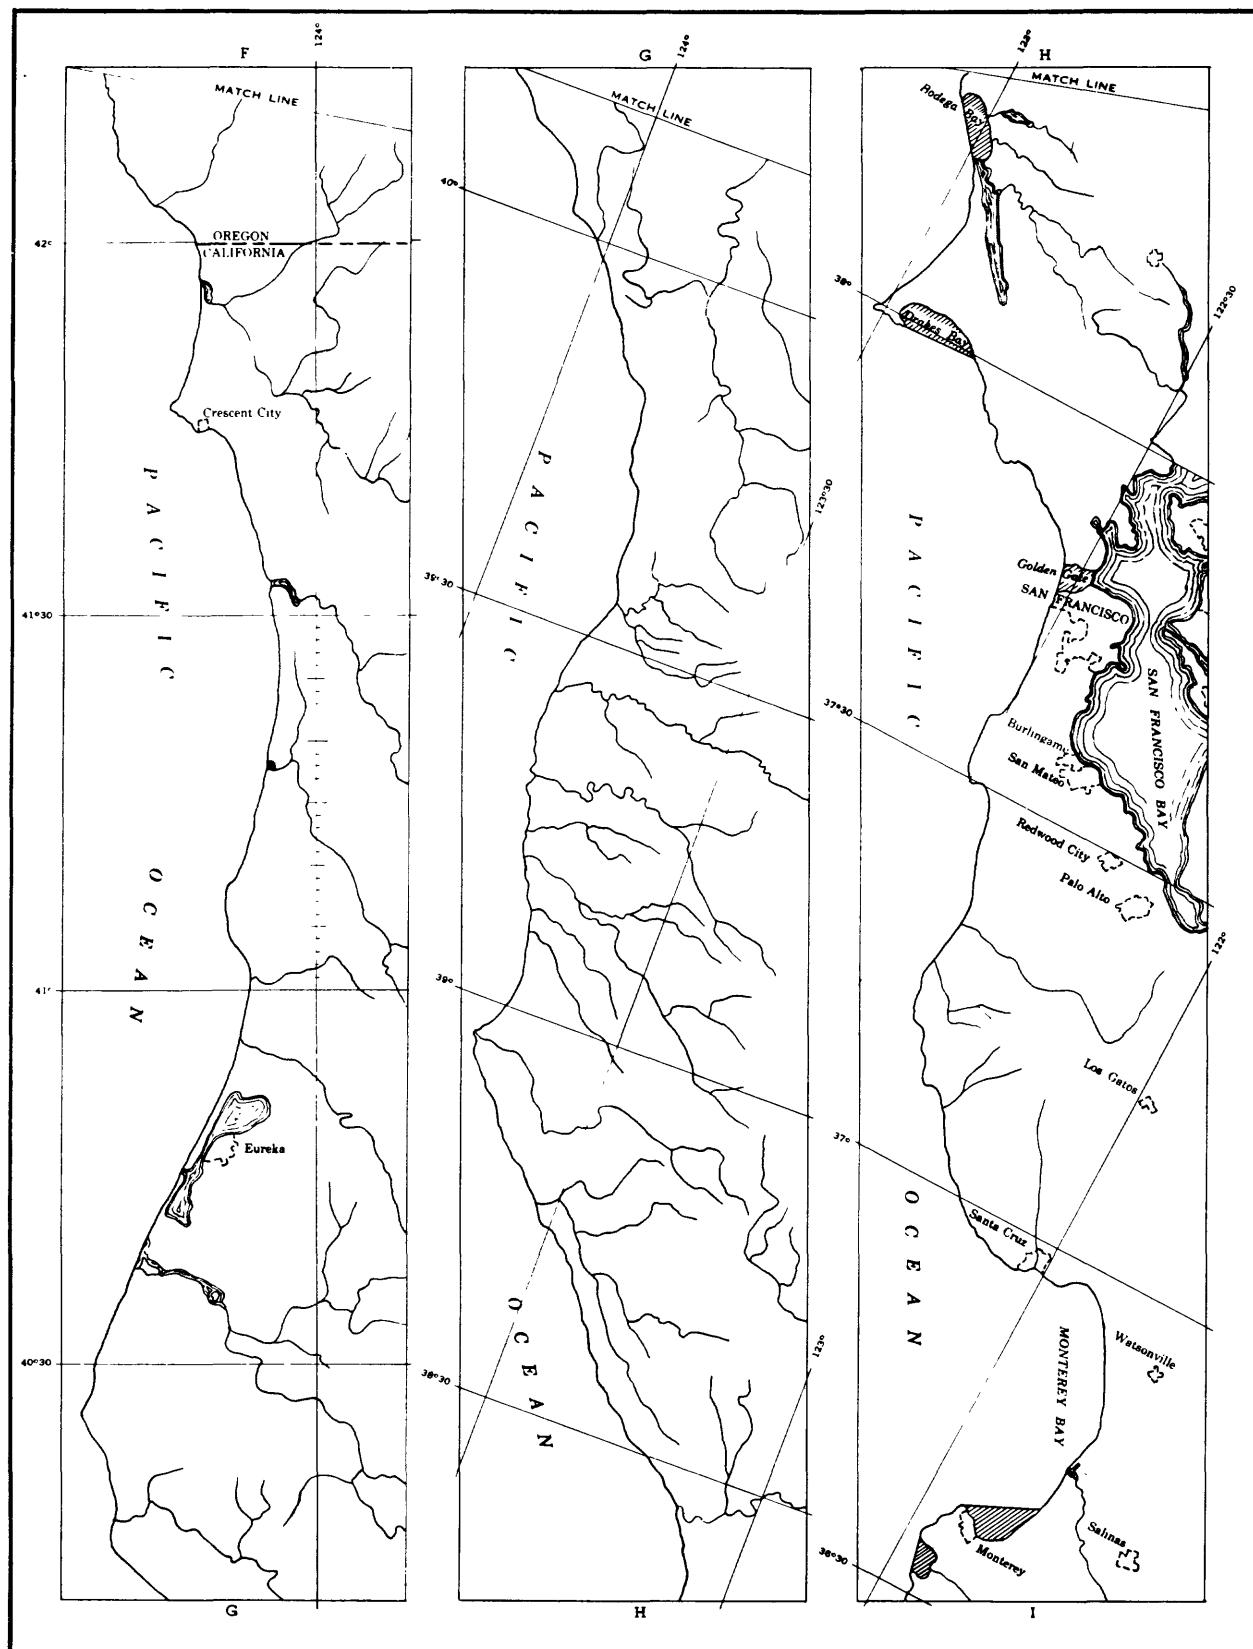 F
124°
MATCH LINE
42°
OREGON
CALIFORNIA
Crescent City
PACIFIC
41°30
OCEAN
41°
Eureka
40°30
G
G
124°
MATCH LINE
40°
PACIFIC
123°30
39°30
39°
OCEAN
123°
38°30
H
123°
H
MATCH LINE
Bodega
Bay
122°30
38°
Drakes Bay
PACIFIC
Golden Gate
SAN FRANCISCO
SAN FRANCISCO BAY
37°30
Burlingame
San Mateo
Redwood City
Palo Alto
122°
Los Gatos
37°
OCEAN
Santa Cruz
Watsonville
MONTEREY BAY
Salinas
Monterey
36°30
I